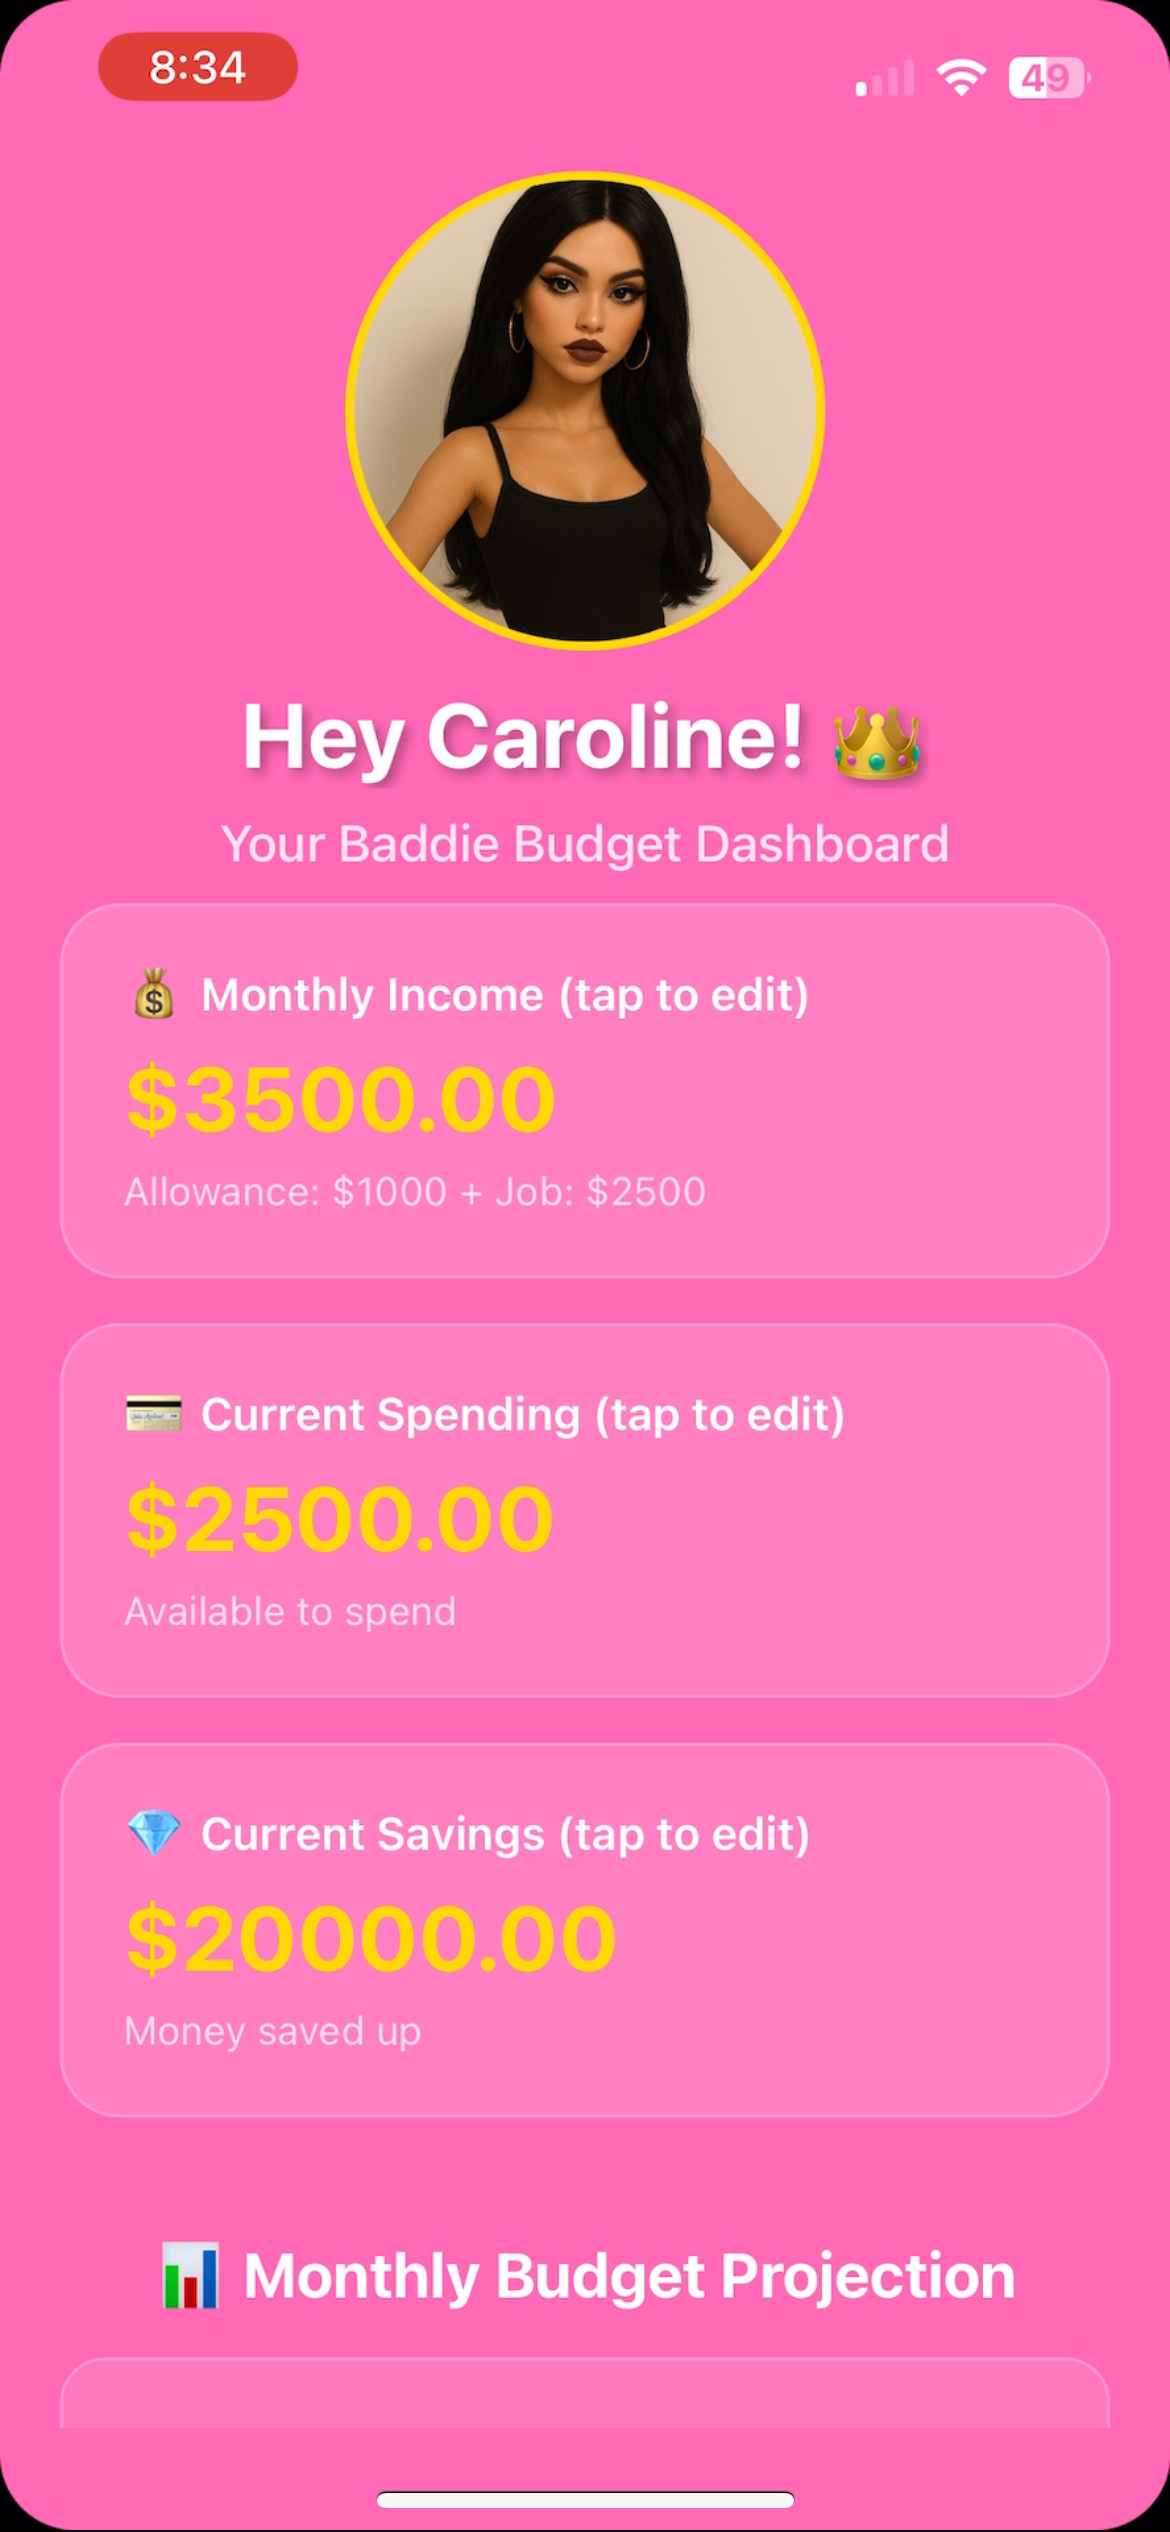 8:34
49
Hey Caroline! 👑
Your Baddie Budget Dashboard
💰 Monthly Income (tap to edit)
$3500.00
Allowance: $1000 + Job: $2500
💳 Current Spending (tap to edit)
$2500.00
Available to spend
💎 Current Savings (tap to edit)
$20000.00
Money saved up
📊 Monthly Budget Projection